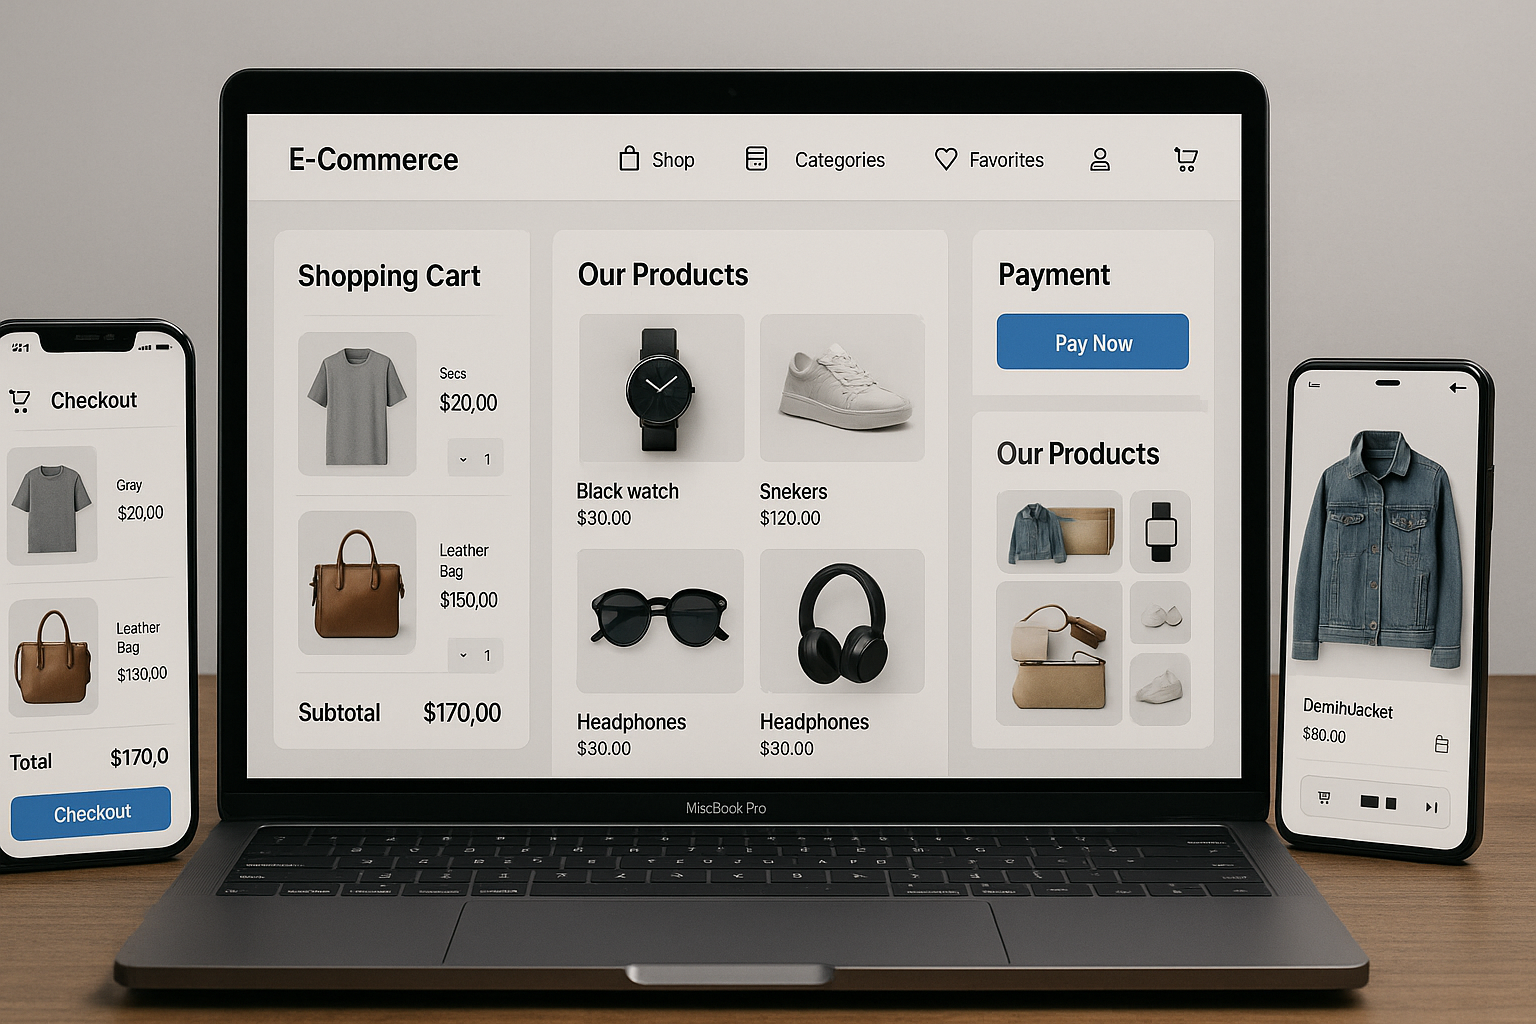 E-Commerce
Shop
Categories
Favorites
Shopping Cart
Secs
$20,00
1
Leather
Bag
$150,00
1
Subtotal
$170,00
Our Products
Black watch
$30.00
Snekers
$120.00
Headphones
$30.00
Headphones
$30.00
Payment
Pay Now
Our Products
MiscBook Pro
Checkout
Gray
$20,00
Leather
Bag
$130,00
Total
$170,0
Checkout
$80.00